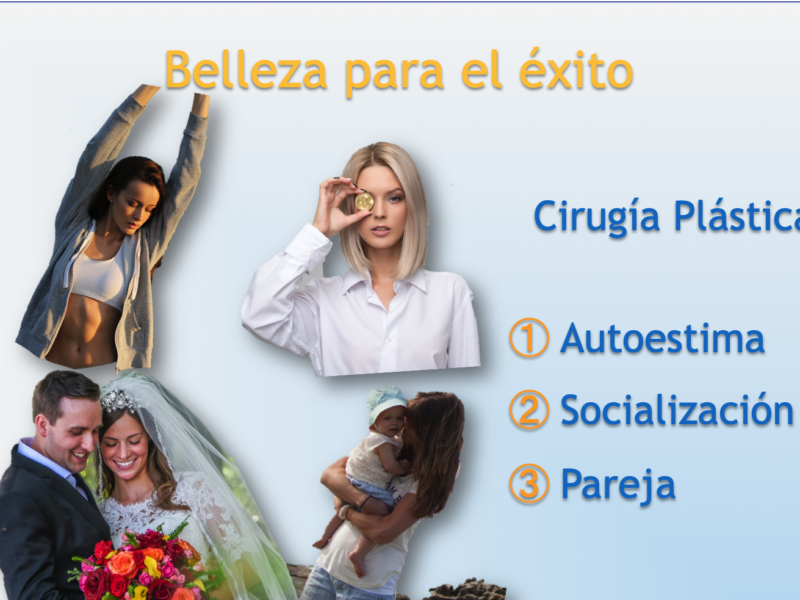 Belleza para el éxito
Cirugía Plástica
① Autoestima
② Socialización
③ Pareja